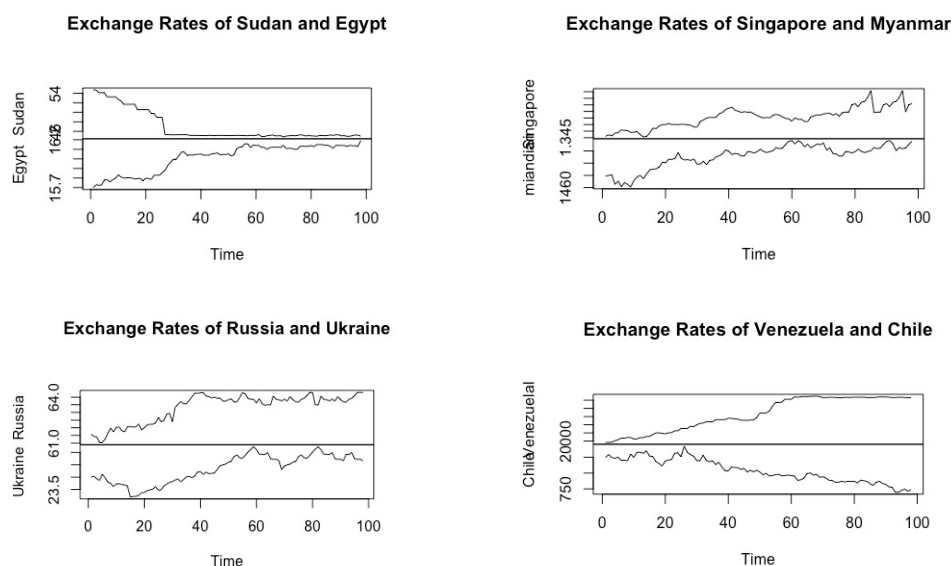 Exchange Rates of Sudan and Egypt
Egypt Sudan
54
15.7
0 20 40 60 80 100
Time
Exchange Rates of Singapore and Myanmar
miandian Singapore
1.345
1460
0 20 40 60 80 100
Time
Exchange Rates of Russia and Ukraine
Ukraine Russia
64.0
61.0
61.0
23.5
0 20 40 60 80 100
Time
Exchange Rates of Venezuela and Chile
Chile Venezuelal
20000
750
0 20 40 60 80 100
Time